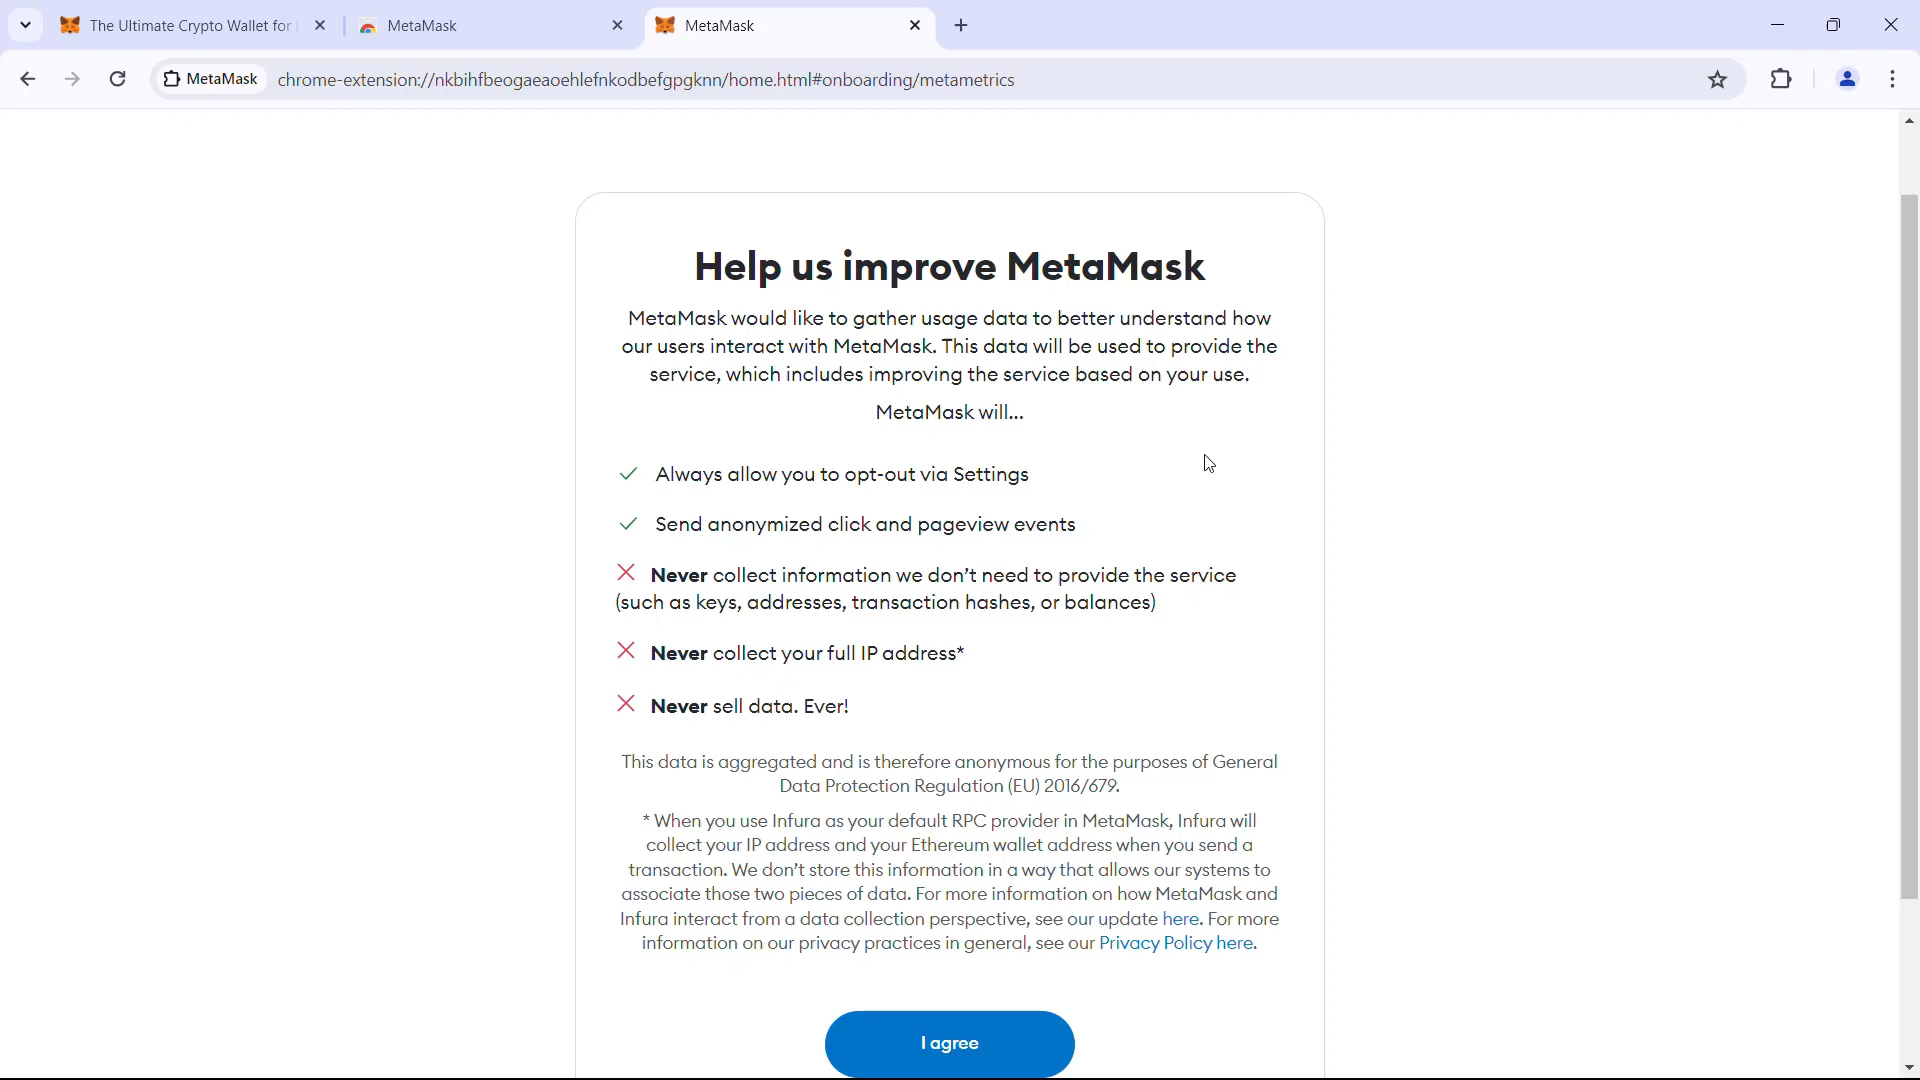 The Ultimate Crypto Wallet for
MetaMask
MetaMask
MetaMask
chrome-extension://nkbihfbeogaeaoehlefnkodbefgpgknn/home.html#onboarding/metametrics
Help us improve MetaMask
MetaMask would like to gather usage data to better understand how
our users interact with MetaMask. This data will be used to provide the
service, which includes improving the service based on your use.
MetaMask will...
Always allow you to opt-out via Settings
Send anonymized click and pageview events
Never collect information we don’t need to provide the service
(such as keys, addresses, transaction hashes, or balances)
Never collect your full IP address*
Never sell data. Ever!
This data is aggregated and is therefore anonymous for the purposes of General
Data Protection Regulation (EU) 2016/679.
* When you use Infura as your default RPC provider in MetaMask, Infura will
collect your IP address and your Ethereum wallet address when you send a
transaction. We don’t store this information in a way that allows our systems to
associate those two pieces of data. For more information on how MetaMask and
Infura interact from a data collection perspective, see our update here. For more
information on our privacy practices in general, see our Privacy Policy here.
I agree